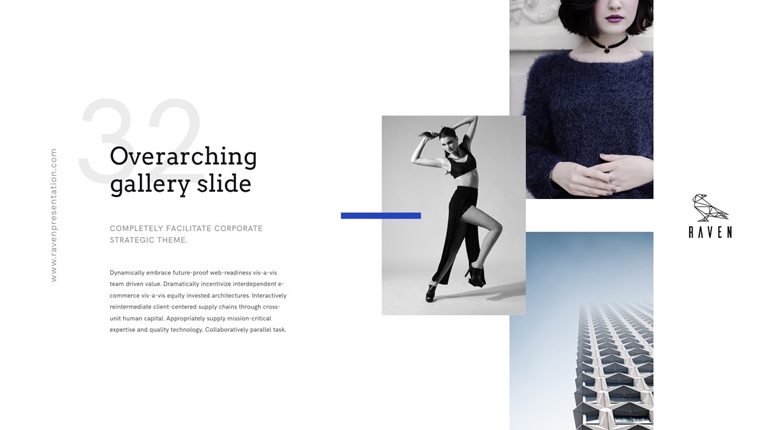 www.ravenpresentation.com
32
Overarching
gallery slide
COMPLETELY FACILITATE CORPORATE
STRATEGIC THEME.
Dynamically embrace future-proof web-readiness vis-a-vis
team driven value. Dramatically incentivize interdependent e-
commerce vis-a-vis equity invested architectures. Interactively
reintermediate client-centered supply chains through cross-
unit human capital. Appropriately supply mission-critical
expertise and quality technology. Collaboratively parallel task.
RAVEN